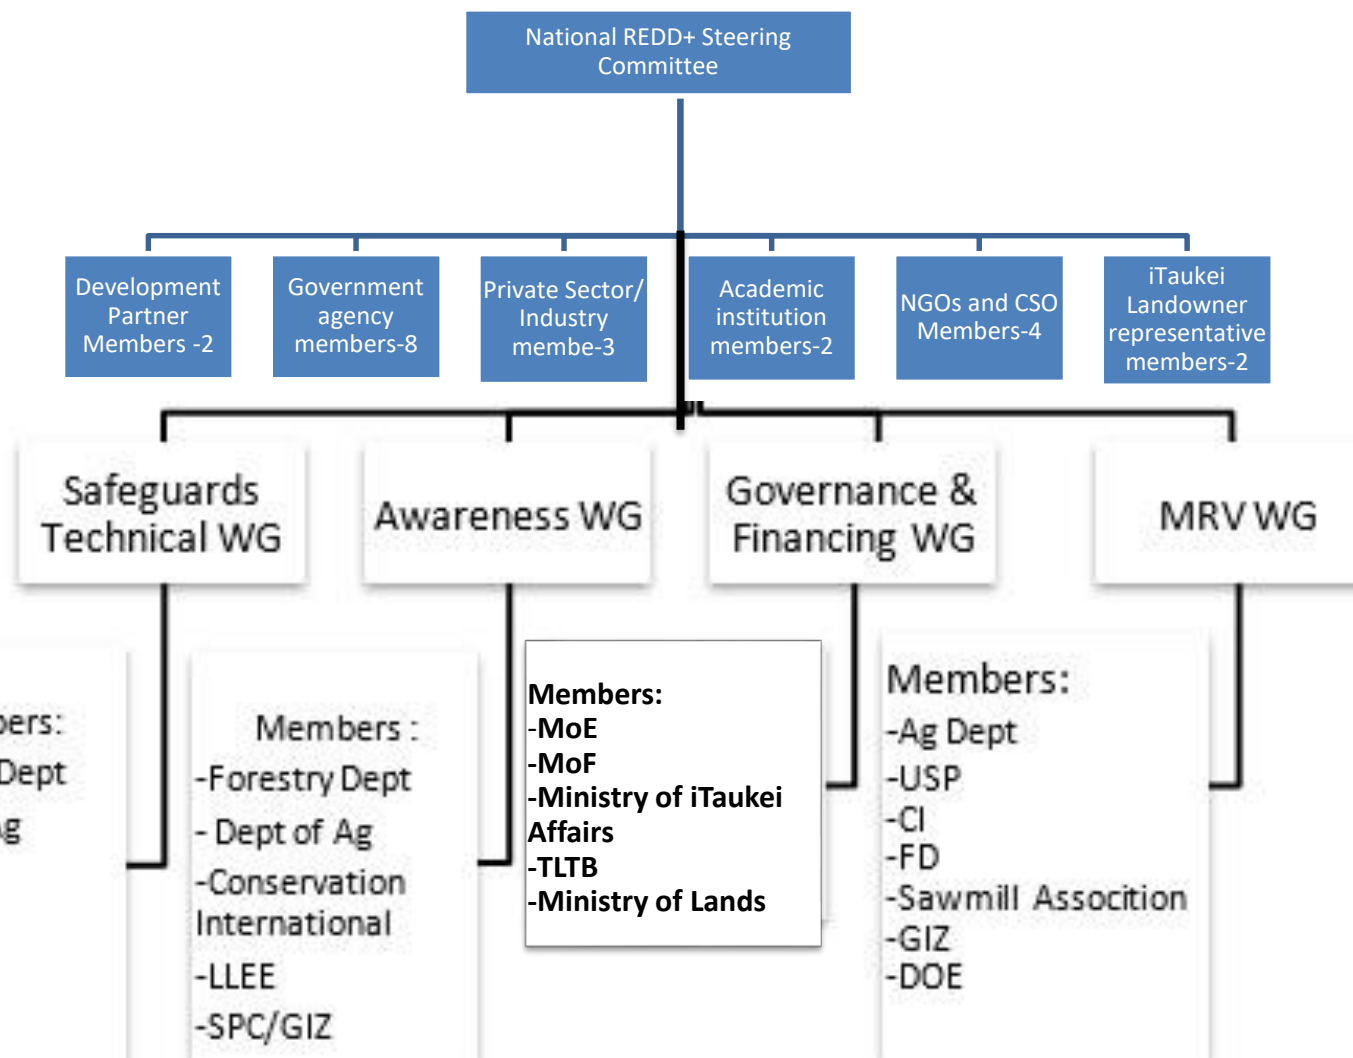 National REDD+ Steering
Committee
Development
Partner
Members -2
Government
agency
members-8
Private Sector/
Industry
membe-3
Academic
institution
members-2
NGOs and CSO
Members-4
iTaukei
Landowner
representative
members-2
Safeguards
Technical WG
Awareness WG
Governance &
Financing WG
MRV WG
Dept
Members :
-Forestry Dept
- Dept of Ag
-Conservation
International
-LLEE
-SPC/GIZ
Members:
-MoE
-MoF
-Ministry of iTaukei
Affairs
-TLTB
-Ministry of Lands
Members:
-Ag Dept
-USP
-CI
-FD
-Sawmill Assocition
-GIZ
-DOE